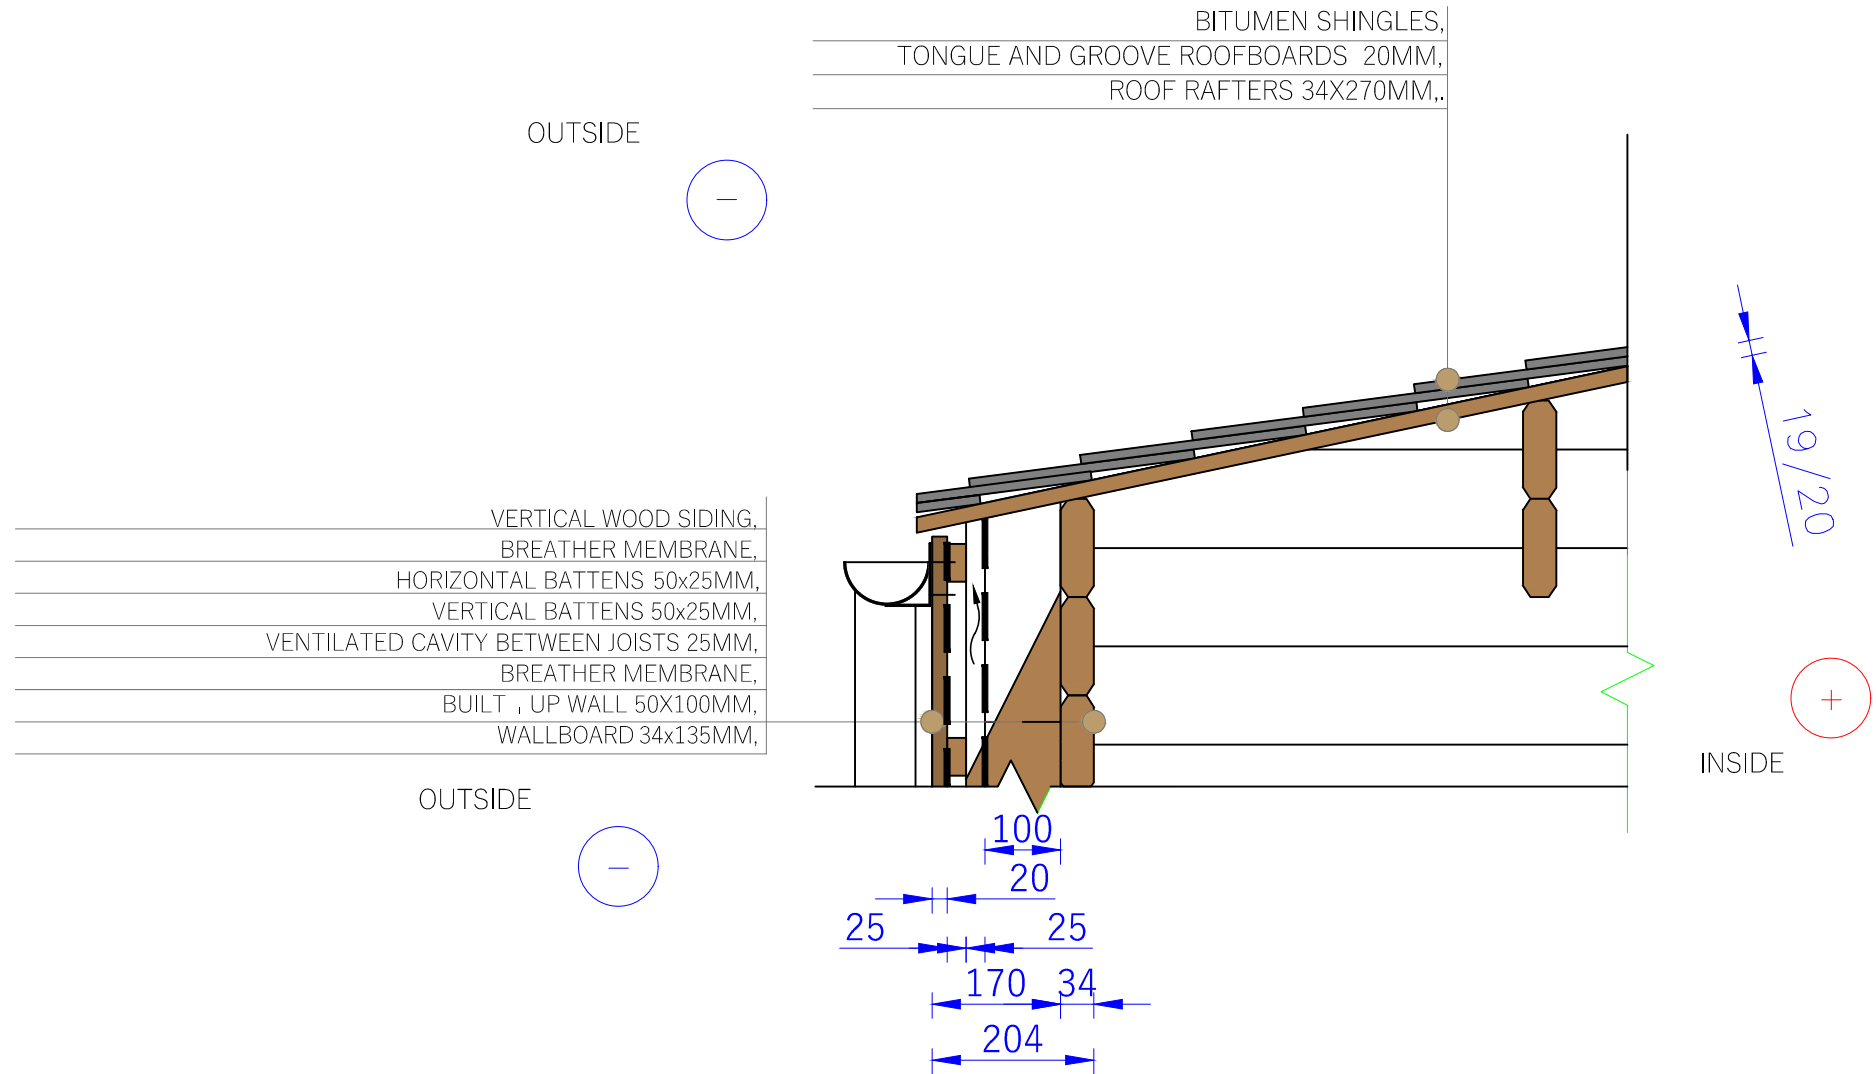 BITUMEN SHINGLES,
TONGUE AND GROOVE ROOFBOARDS 20MM,
ROOF RAFTERS 34X270MM,.
OUTSIDE
−
19/20
VERTICAL WOOD SIDING,
BREATHER MEMBRANE,
HORIZONTAL BATTENS 50x25MM,
VERTICAL BATTENS 50x25MM,
VENTILATED CAVITY BETWEEN JOISTS 25MM,
BREATHER MEMBRANE,
BUILT , UP WALL 50X100MM,
WALLBOARD 34x135MM,
+
INSIDE
OUTSIDE
−
100
20
25 25
170 34
204